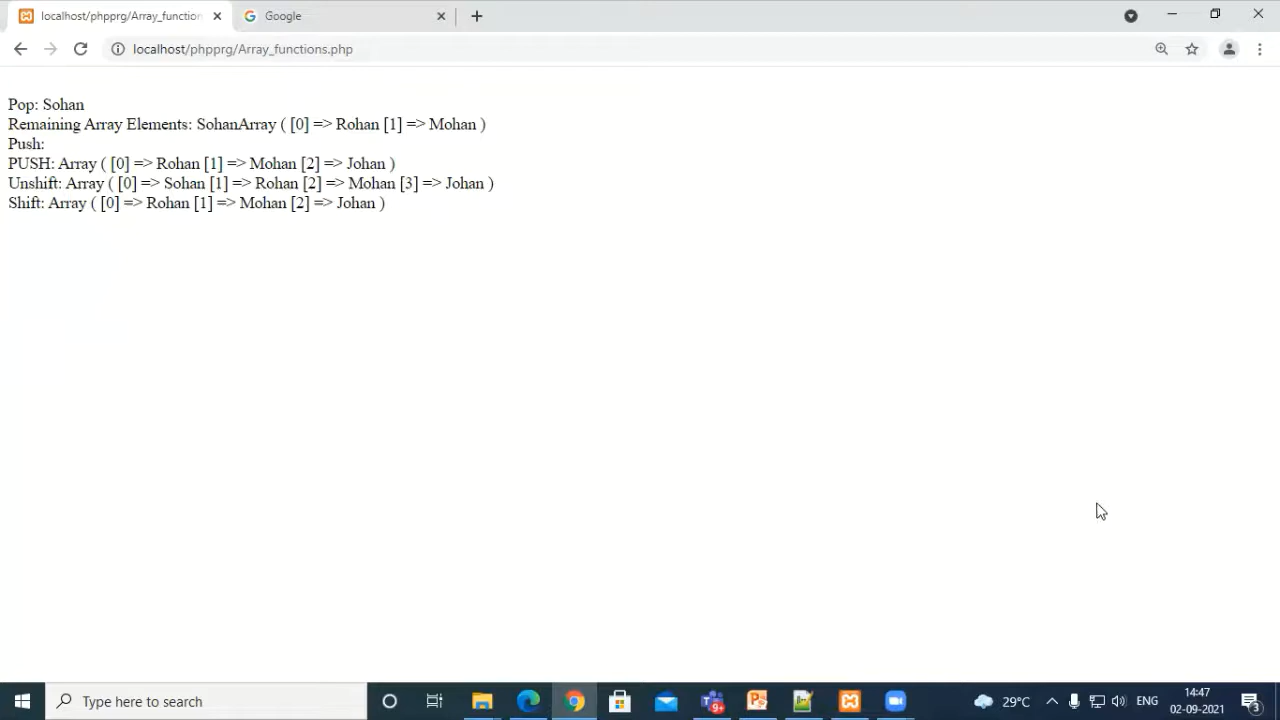 localhost/phpprg/Array_function
Google
localhost/phpprg/Array_functions.php
Pop: Sohan
Remaining Array Elements: SohanArray ( [0] => Rohan [1] => Mohan )
Push:
PUSH: Array ( [0] => Rohan [1] => Mohan [2] => Johan )
Unshift: Array ( [0] => Sohan [1] => Rohan [2] => Mohan [3] => Johan )
Shift: Array ( [0] => Rohan [1] => Mohan [2] => Johan )
Type here to search
9+
29°C
ENG
14:47
02-09-2021
3